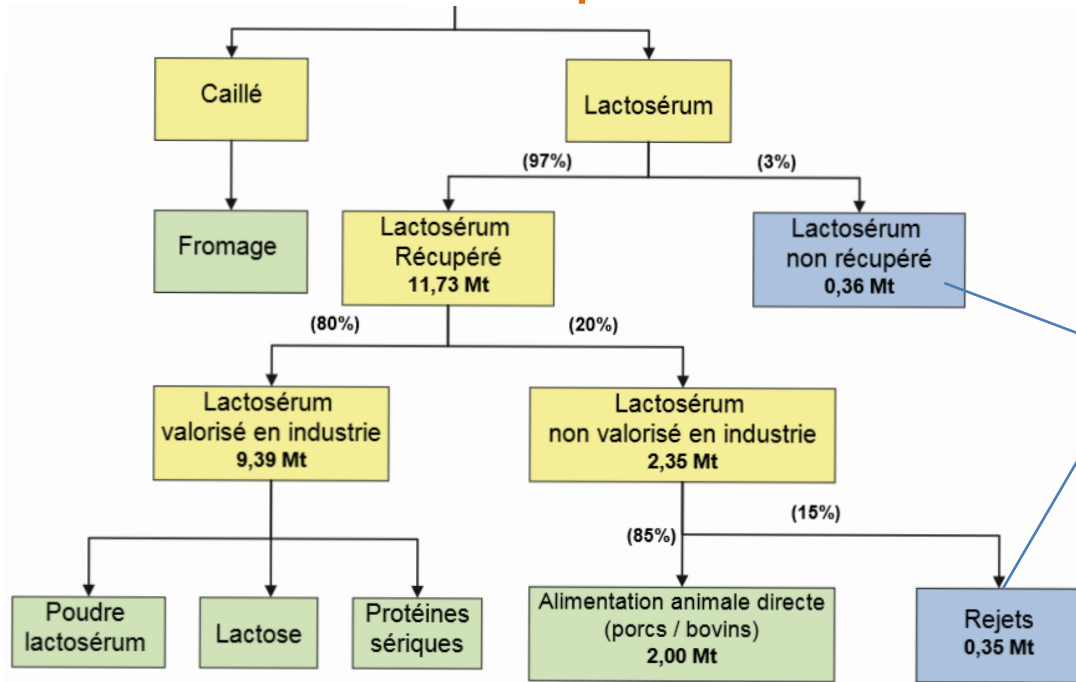 Caillé
Lactosérum
(97%)
(3%)
Fromage
Lactosérum
Récupéré
11,73 Mt
Lactosérum
non récupéré
0,36 Mt
(80%)
(20%)
Lactosérum
valorisé en industrie
9,39 Mt
Lactosérum
non valorisé en industrie
2,35 Mt
(85%)
(15%)
Poudre
lactosérum
Lactose
Protéines
sériques
Alimentation animale directe
(porcs / bovins)
2,00 Mt
Rejets
0,35 Mt